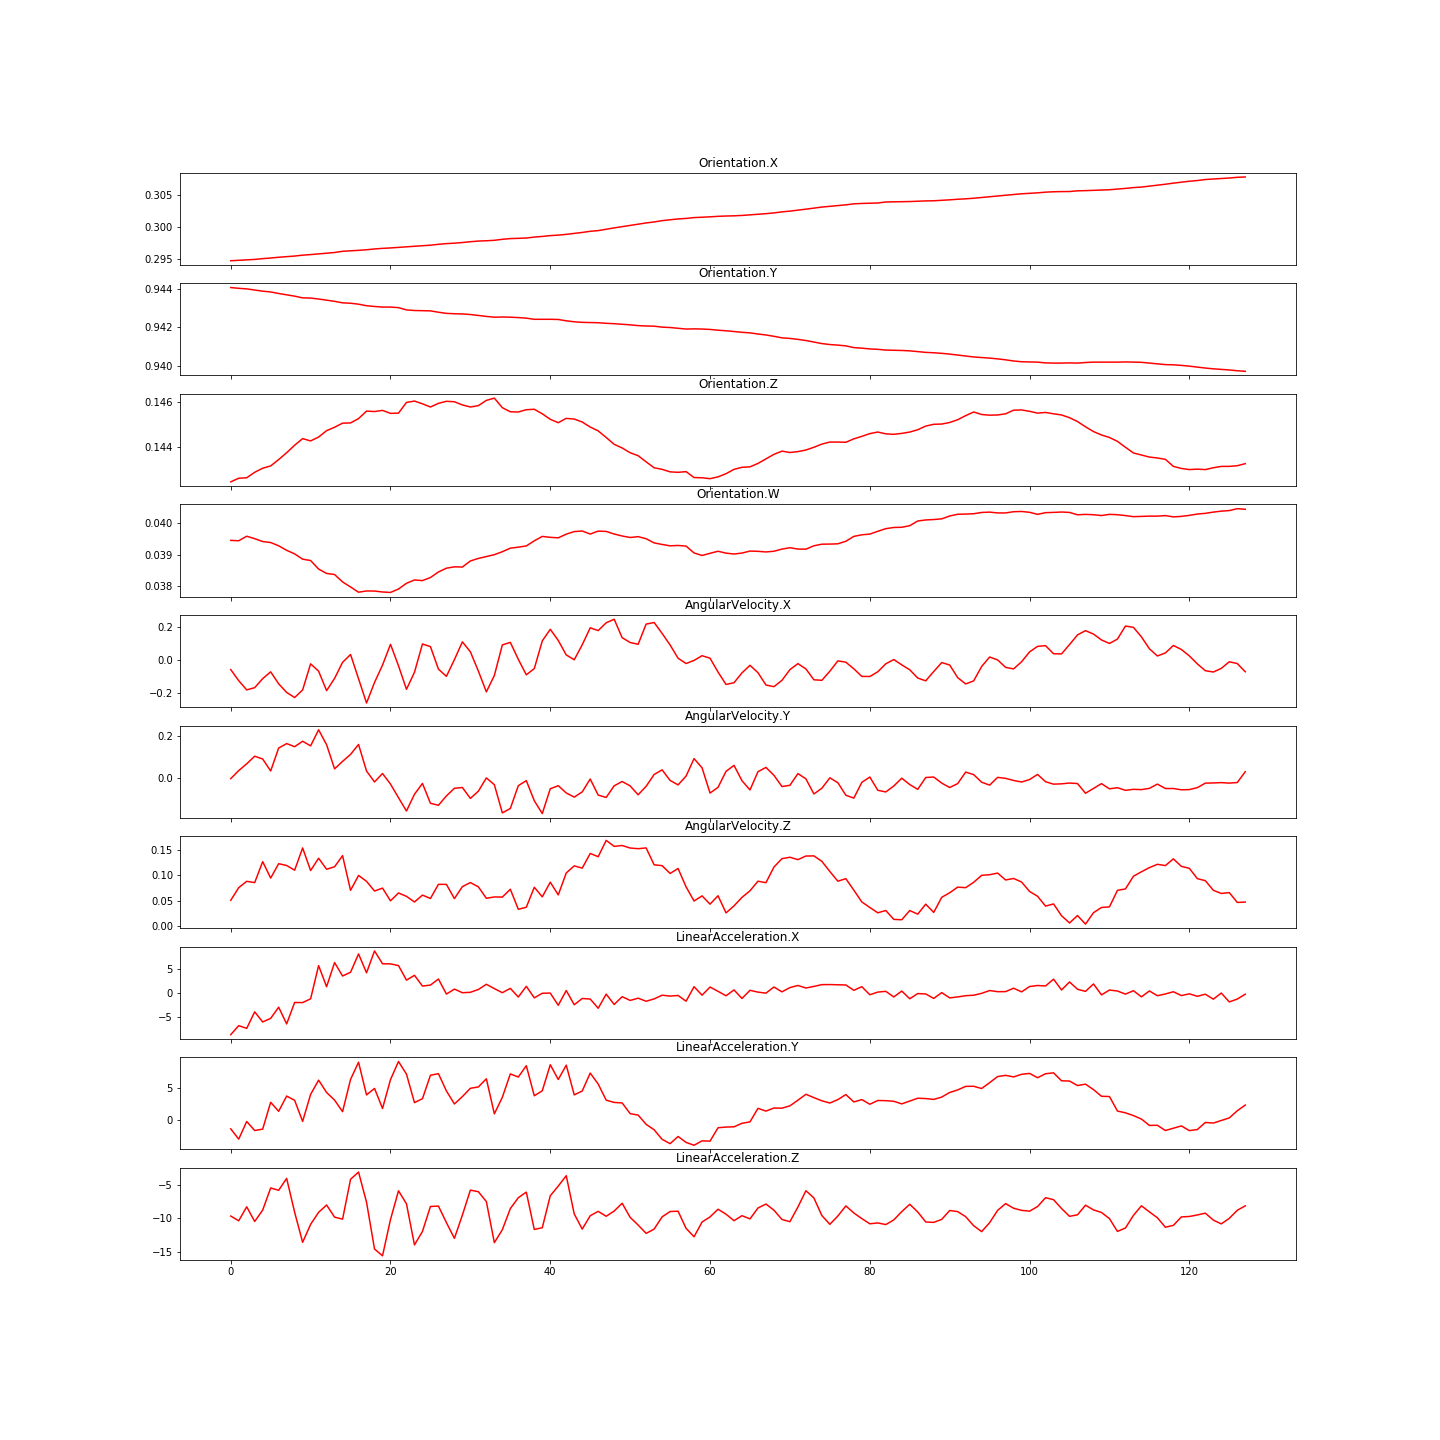 Orientation.X
0.305
0.300
0.295
Orientation.Y
0.944
0.942
0.940
Orientation.Z
0.146
0.144
Orientation.W
0.040
0.039
0.038
AngularVelocity.X
0.2
0.0
−0.2
AngularVelocity.Y
0.2
0.0
AngularVelocity.Z
0.15
0.10
0.05
0.00
LinearAcceleration.X
5
0
−5
LinearAcceleration.Y
5
0
LinearAcceleration.Z
−5
−10
−15
0 20 40 60 80 100 120